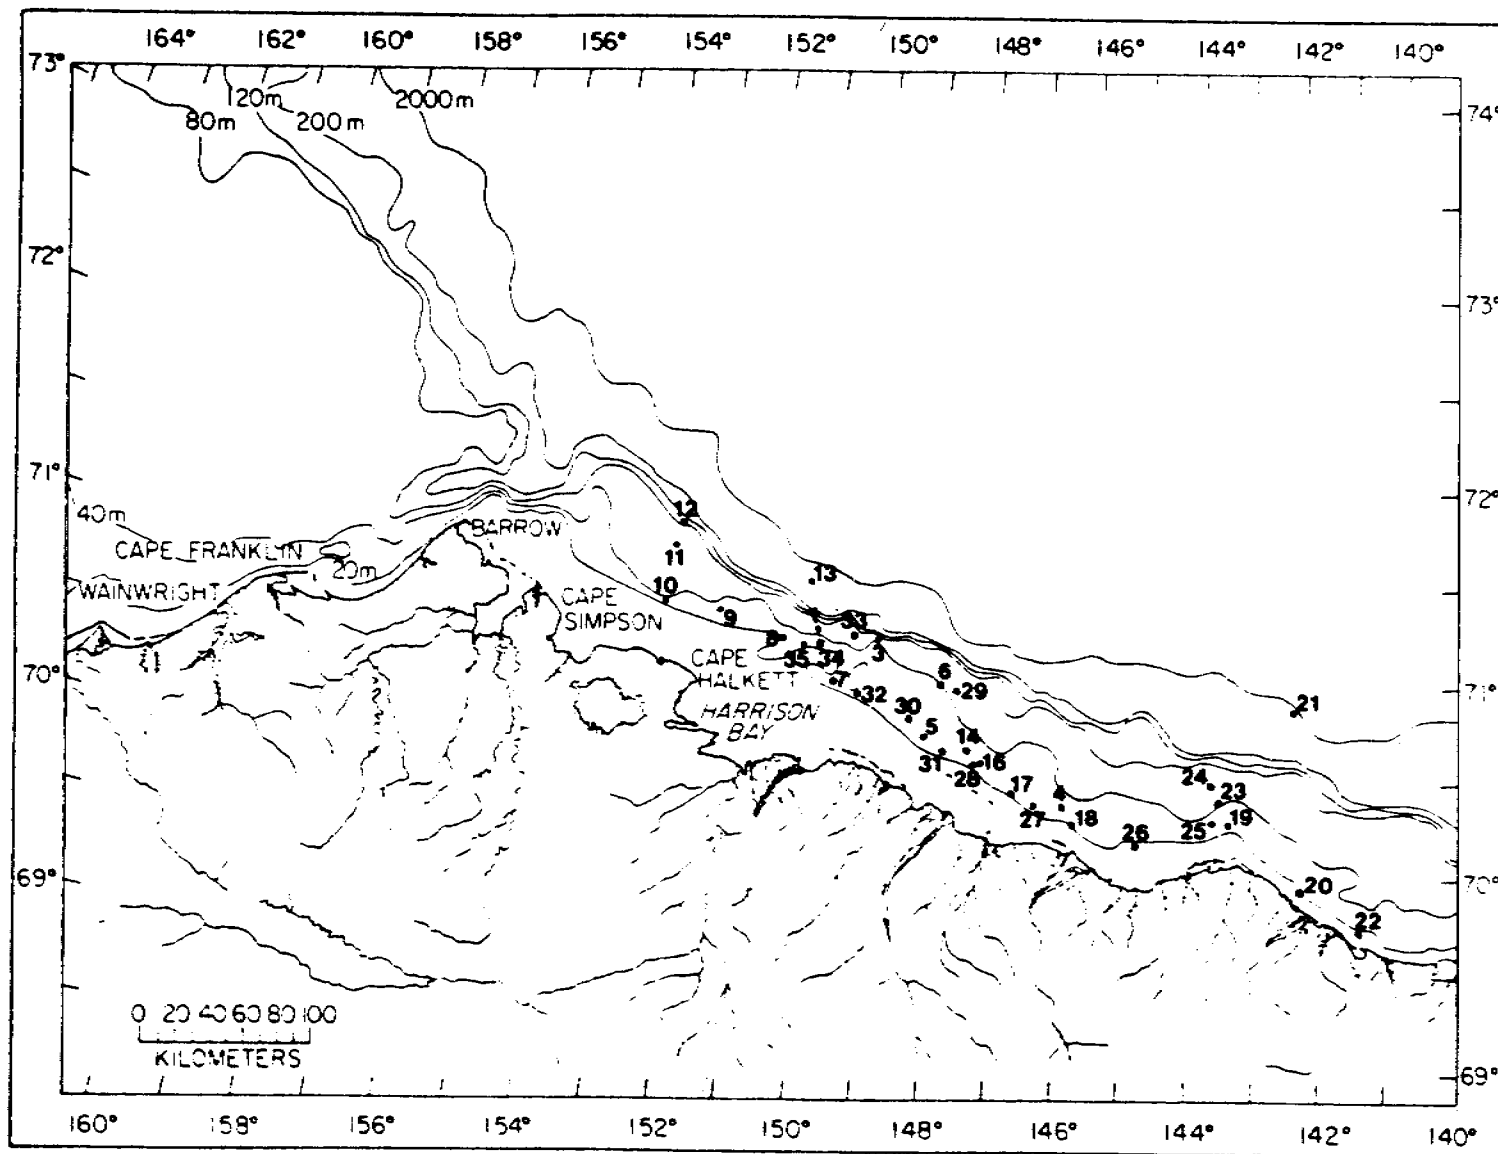 164° 162° 160° 158° 156° 154° 152° 150° 148° 146° 144° 142° 140°
73°
120m
2000m
80m
200m
74°
72°
73°
71°
72°
40m
12
BARROW
CAPE FRANKLYN
11
20m
13
WAINWRIGHT
10
CAPE
SIMPSON
9
33
8
35 34 3
CAPE
HALKETT
70°
7
6
71°
32
29
21
HARRISON
BAY
30
5
14
31
16
28
24
17
4
23
27
18
25
19
26
69°
20
70°
22
0 20 40 60 80 100
KILOMETERS
69°
160° 158° 156° 154° 152° 150° 148° 146° 144° 142° 140°